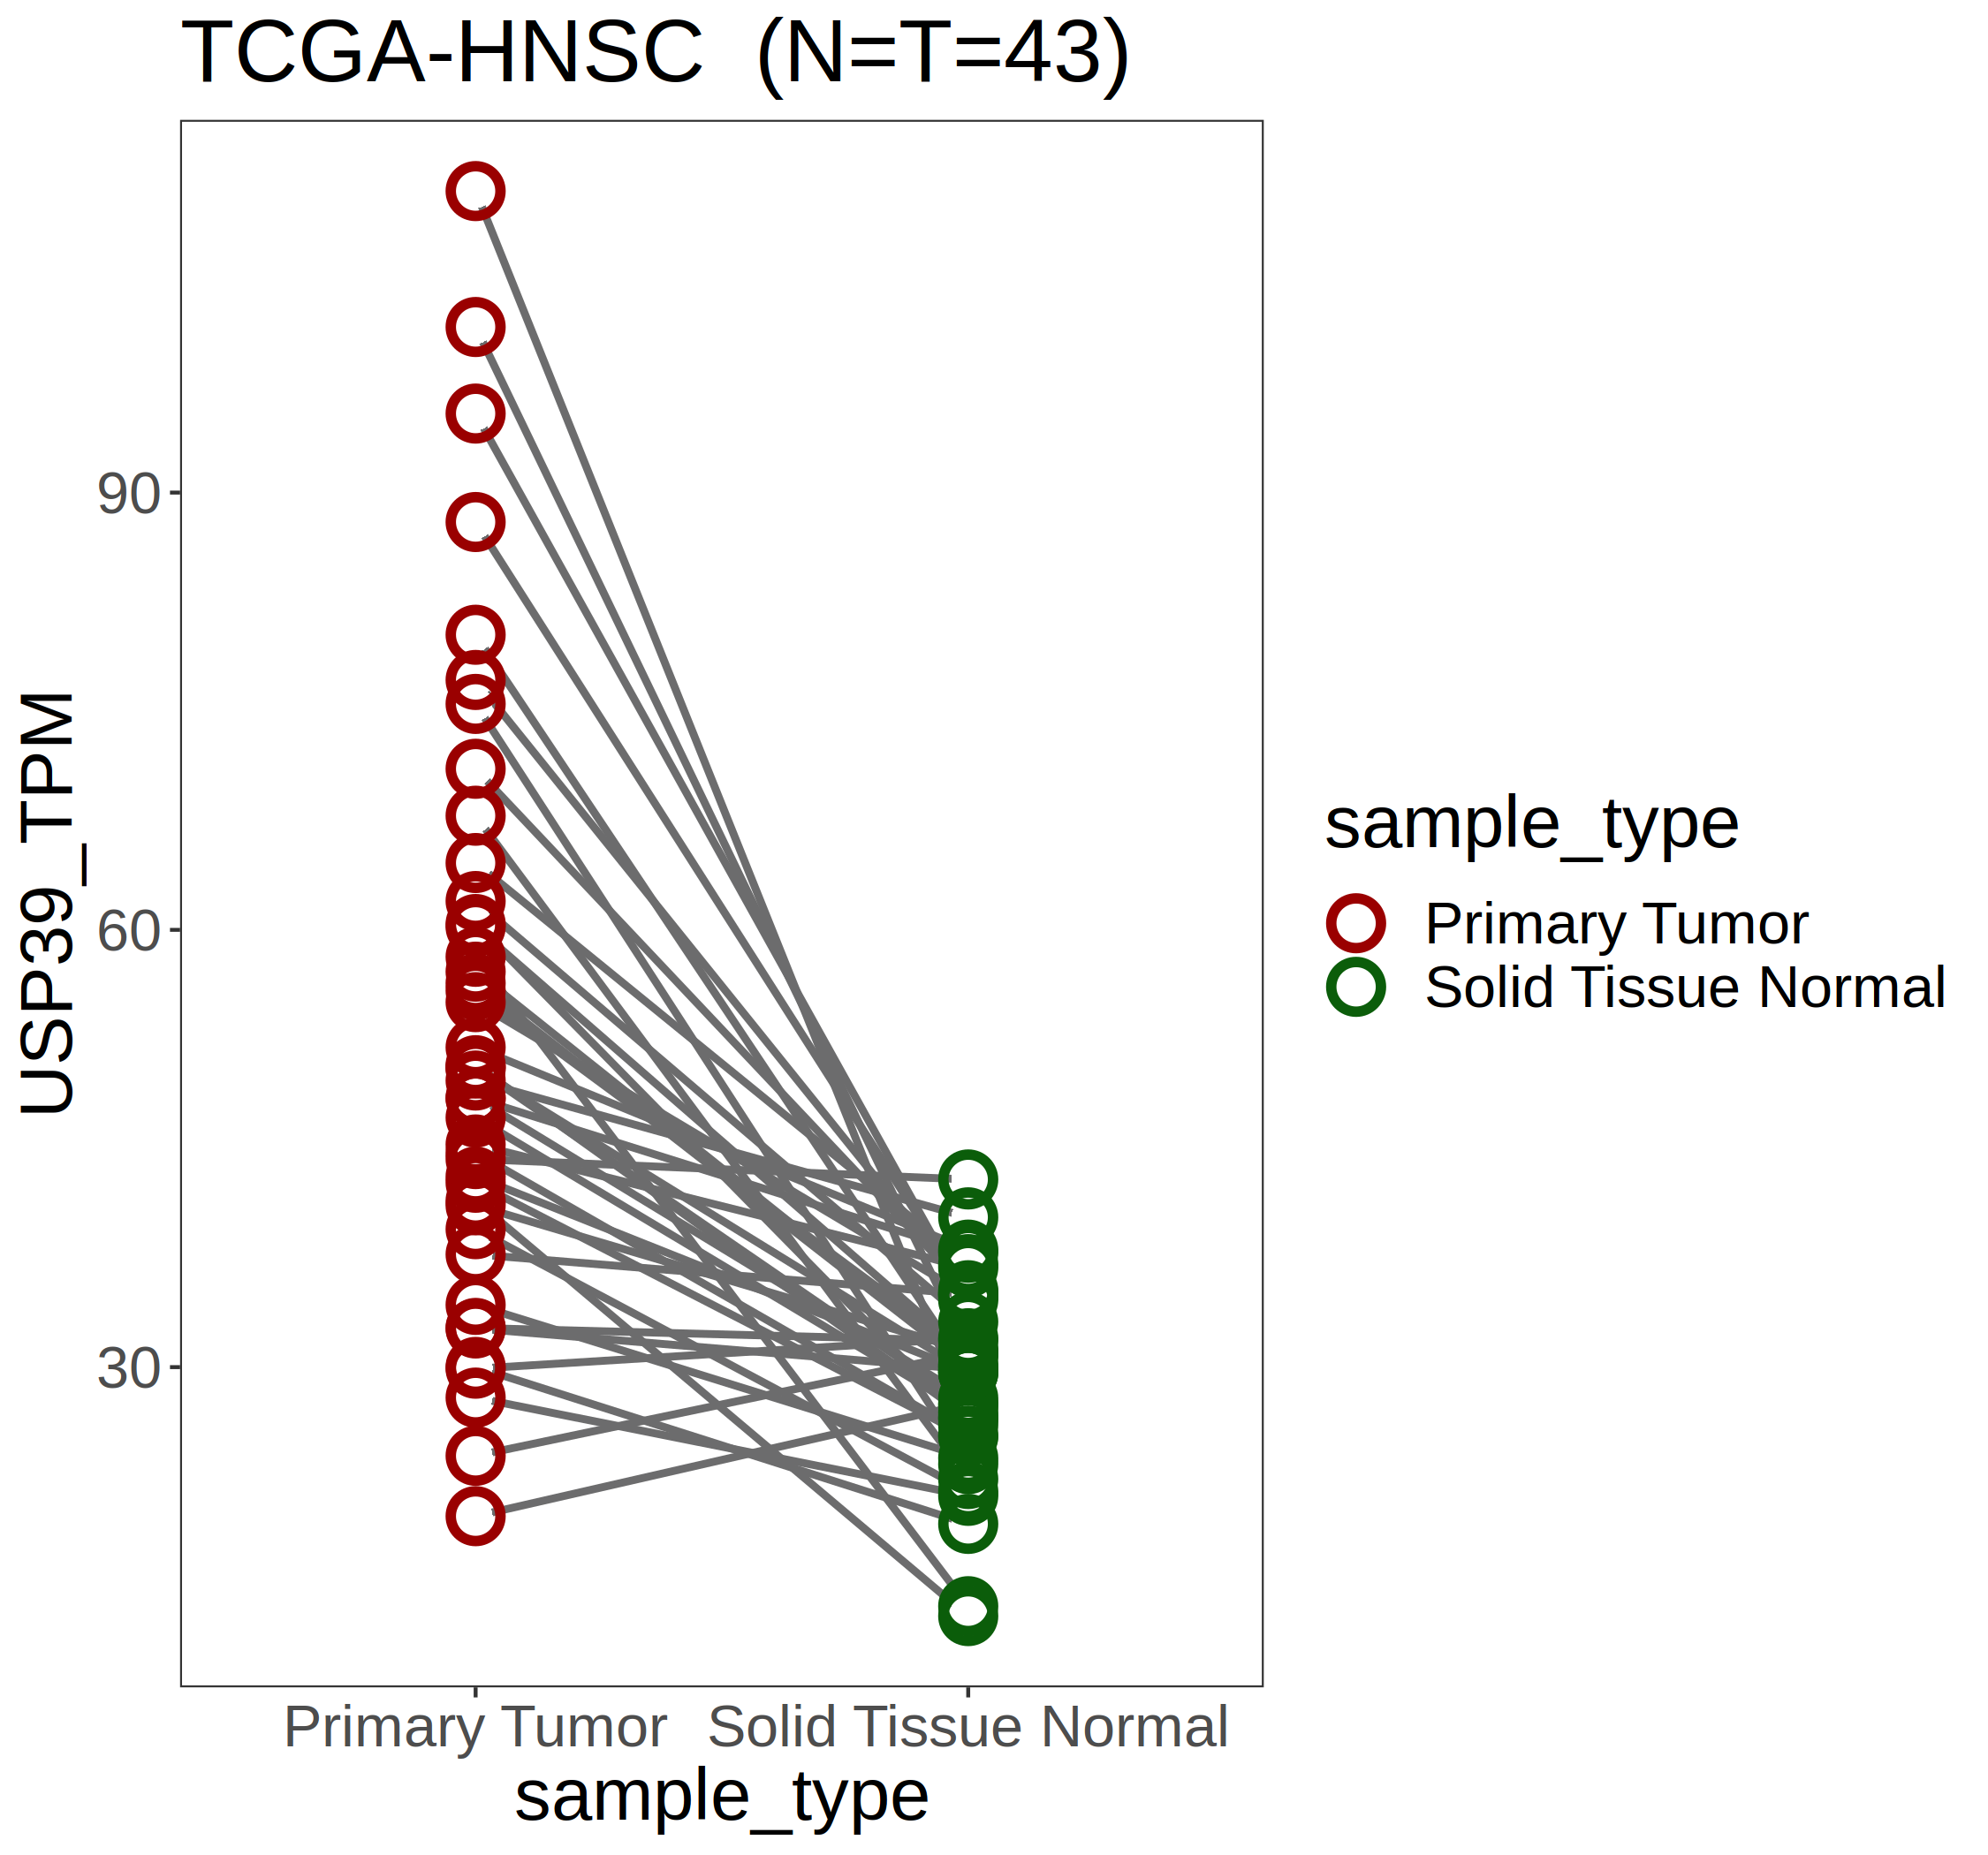 TCGA-HNSC  (N=T=43)
USP39_TPM
90
60
30
Primary Tumor
Solid Tissue Normal
sample_type
sample_type
Primary Tumor
Solid Tissue Normal